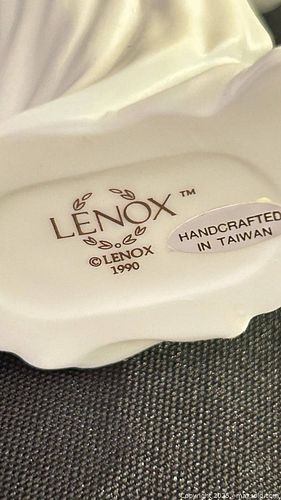 LENOX™
©LENOX
1990
HANDCRAFTED
IN TAIWAN